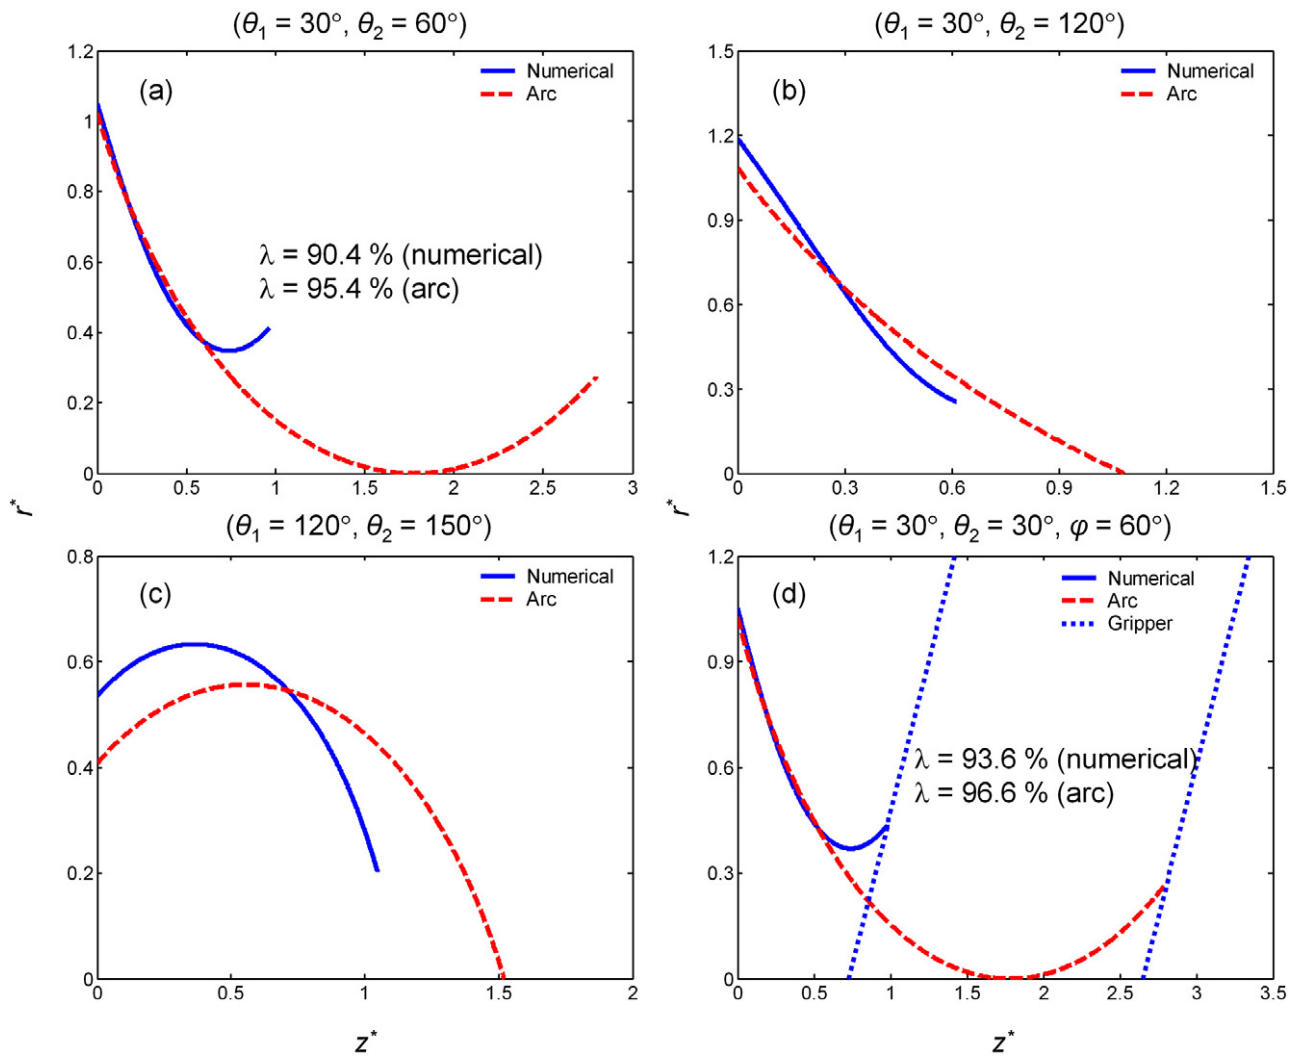 (θ1 = 30°, θ2 = 60°)
(a)
Numerical
Arc
λ = 90.4 % (numerical)
λ = 95.4 % (arc)
1.2
1
0.8
0.6
0.4
0.2
0
0 0.5 1 1.5 2 2.5 3
(θ1 = 30°, θ2 = 120°)
(b)
Numerical
Arc
1.5
1.2
0.9
0.6
0.3
0
0 0.3 0.6 0.9 1.2 1.5
r*
r*
(θ1 = 120°, θ2 = 150°)
(c)
Numerical
Arc
0.8
0.6
0.4
0.2
0
0 0.5 1 1.5 2
z*
(θ1 = 30°, θ2 = 30°, φ = 60°)
(d)
Numerical
Arc
Gripper
λ = 93.6 % (numerical)
λ = 96.6 % (arc)
1.2
0.9
0.6
0.3
0
0 0.5 1 1.5 2 2.5 3 3.5
z*